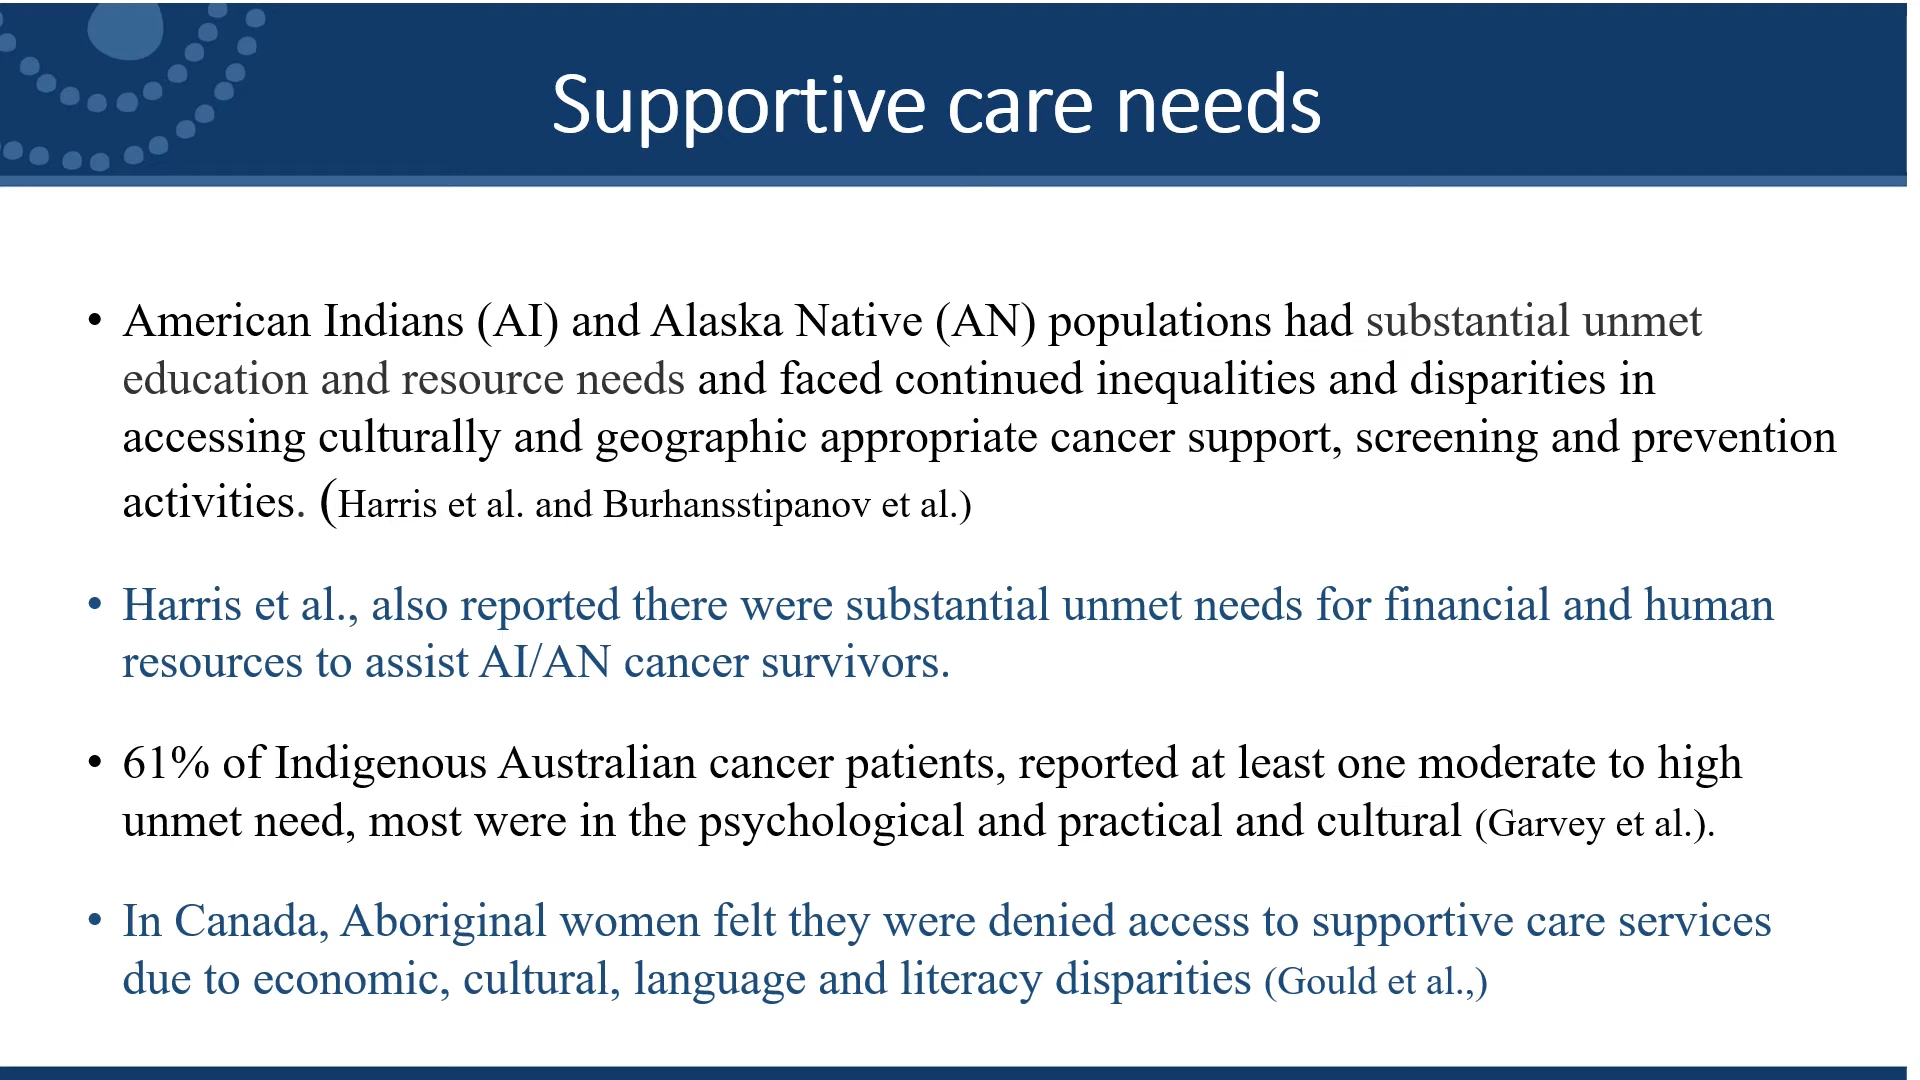 Supportive care needs
• American Indians (AI) and Alaska Native (AN) populations had substantial unmet
education and resource needs and faced continued inequalities and disparities in
accessing culturally and geographic appropriate cancer support, screening and prevention
activities. (Harris et al. and Burhansstipanov et al.)
• Harris et al., also reported there were substantial unmet needs for financial and human
resources to assist AI/AN cancer survivors.
• 61% of Indigenous Australian cancer patients, reported at least one moderate to high
unmet need, most were in the psychological and practical and cultural (Garvey et al.).
• In Canada, Aboriginal women felt they were denied access to supportive care services
due to economic, cultural, language and literacy disparities (Gould et al.,)